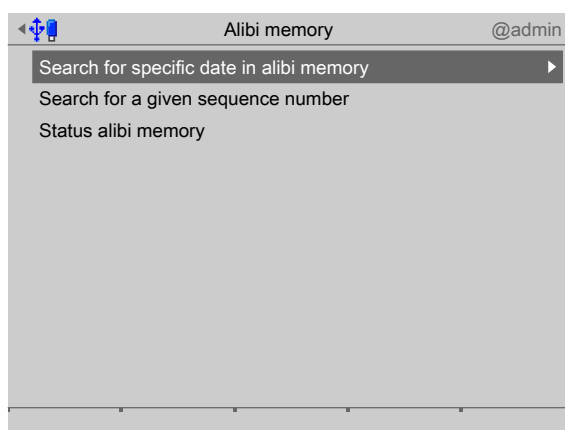 Alibi memory @admin
Search for specific date in alibi memory
Search for a given sequence number
Status alibi memory